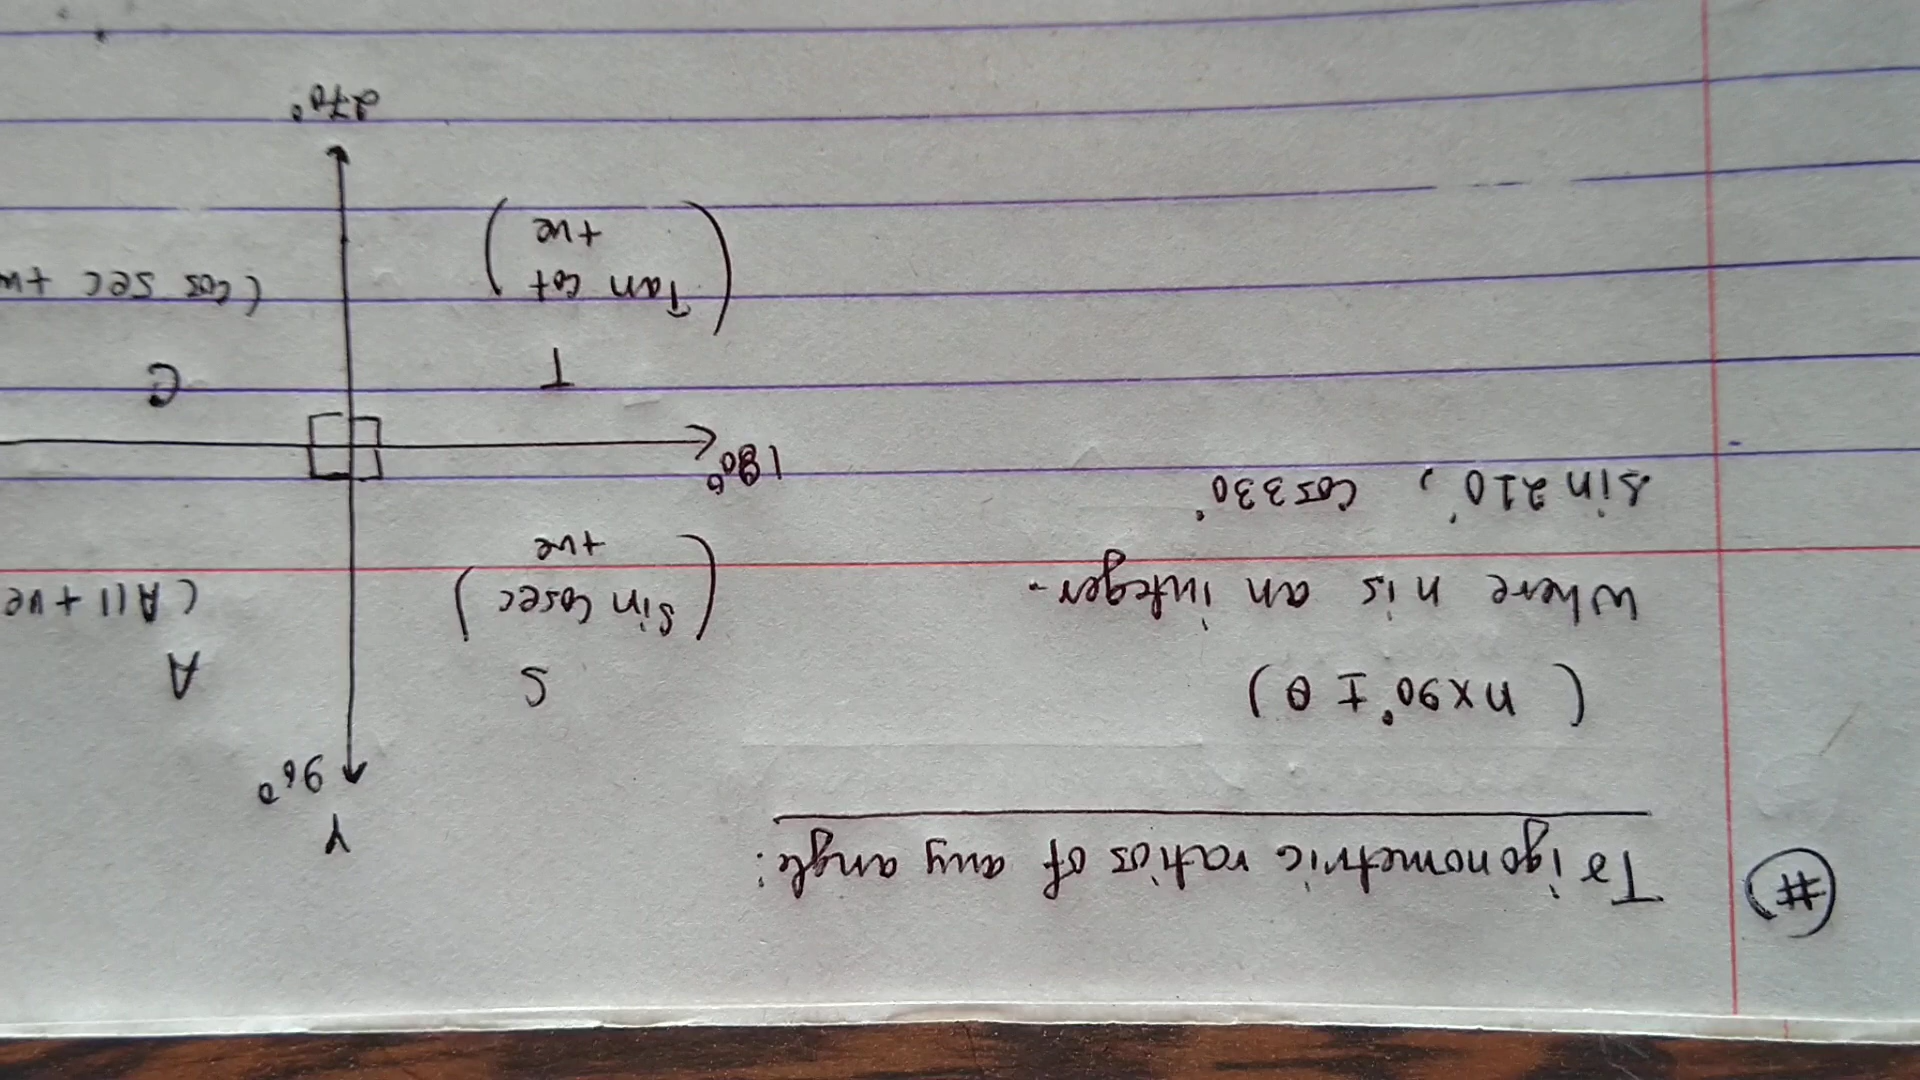 # Trigonometric ratios of any angle:
(n×90° ± θ)
where n is an integer.
sin 210°, cos 330°
Y
90°
S
(Sin Cosec
+ve)
A
(All +ve
180°
T
(Tan cot
+ve)
C
(cos sec +v
270°